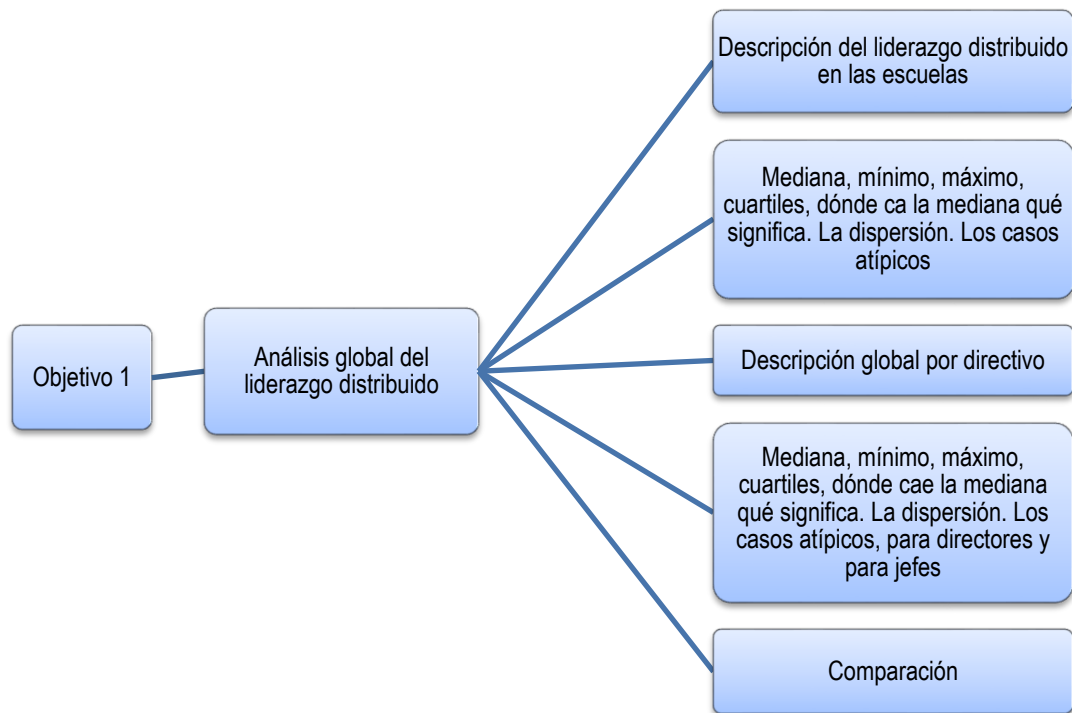 Objetivo 1
Análisis global del
liderazgo distribuido
Descripción del liderazgo distribuido
en las escuelas
Mediana, mínimo, máximo,
cuartiles, dónde ca la mediana qué
significa. La dispersión. Los casos
atípicos
Descripción global por directivo
Mediana, mínimo, máximo,
cuartiles, dónde cae la mediana
qué significa. La dispersión. Los
casos atípicos, para directores y
para jefes
Comparación